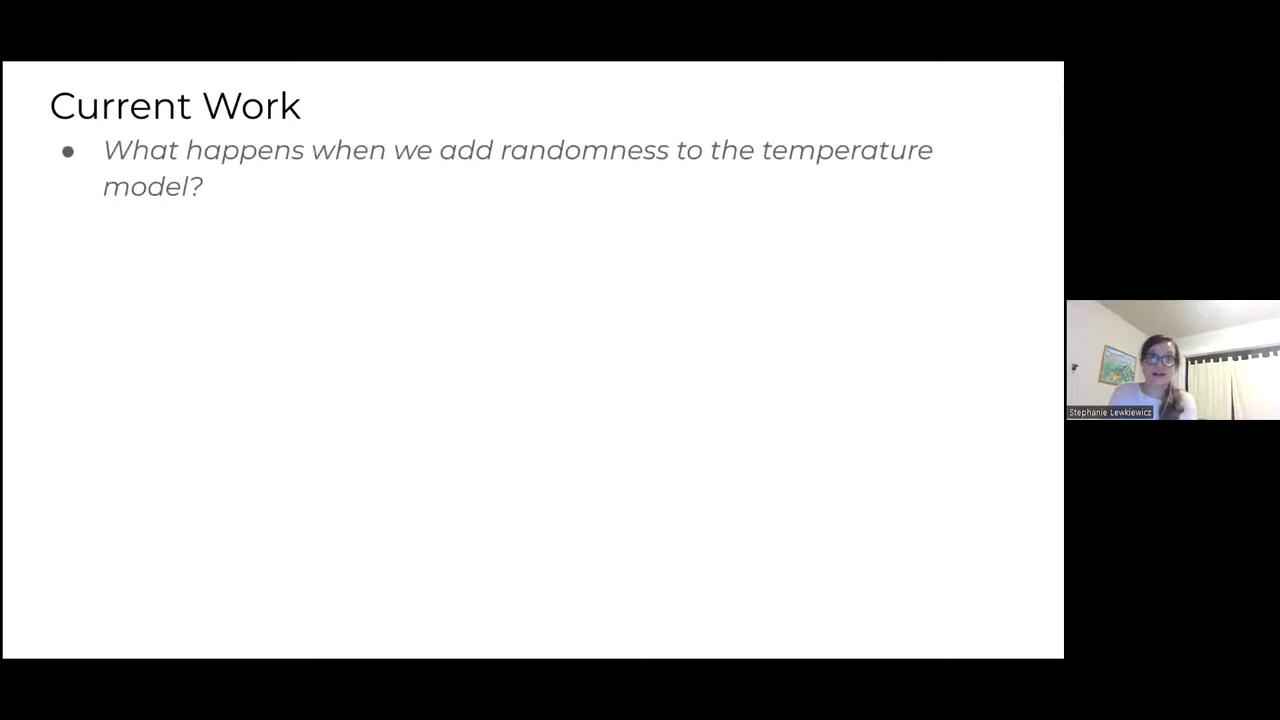 Current Work
● What happens when we add randomness to the temperature
model?
Stephanie Lewkiewicz